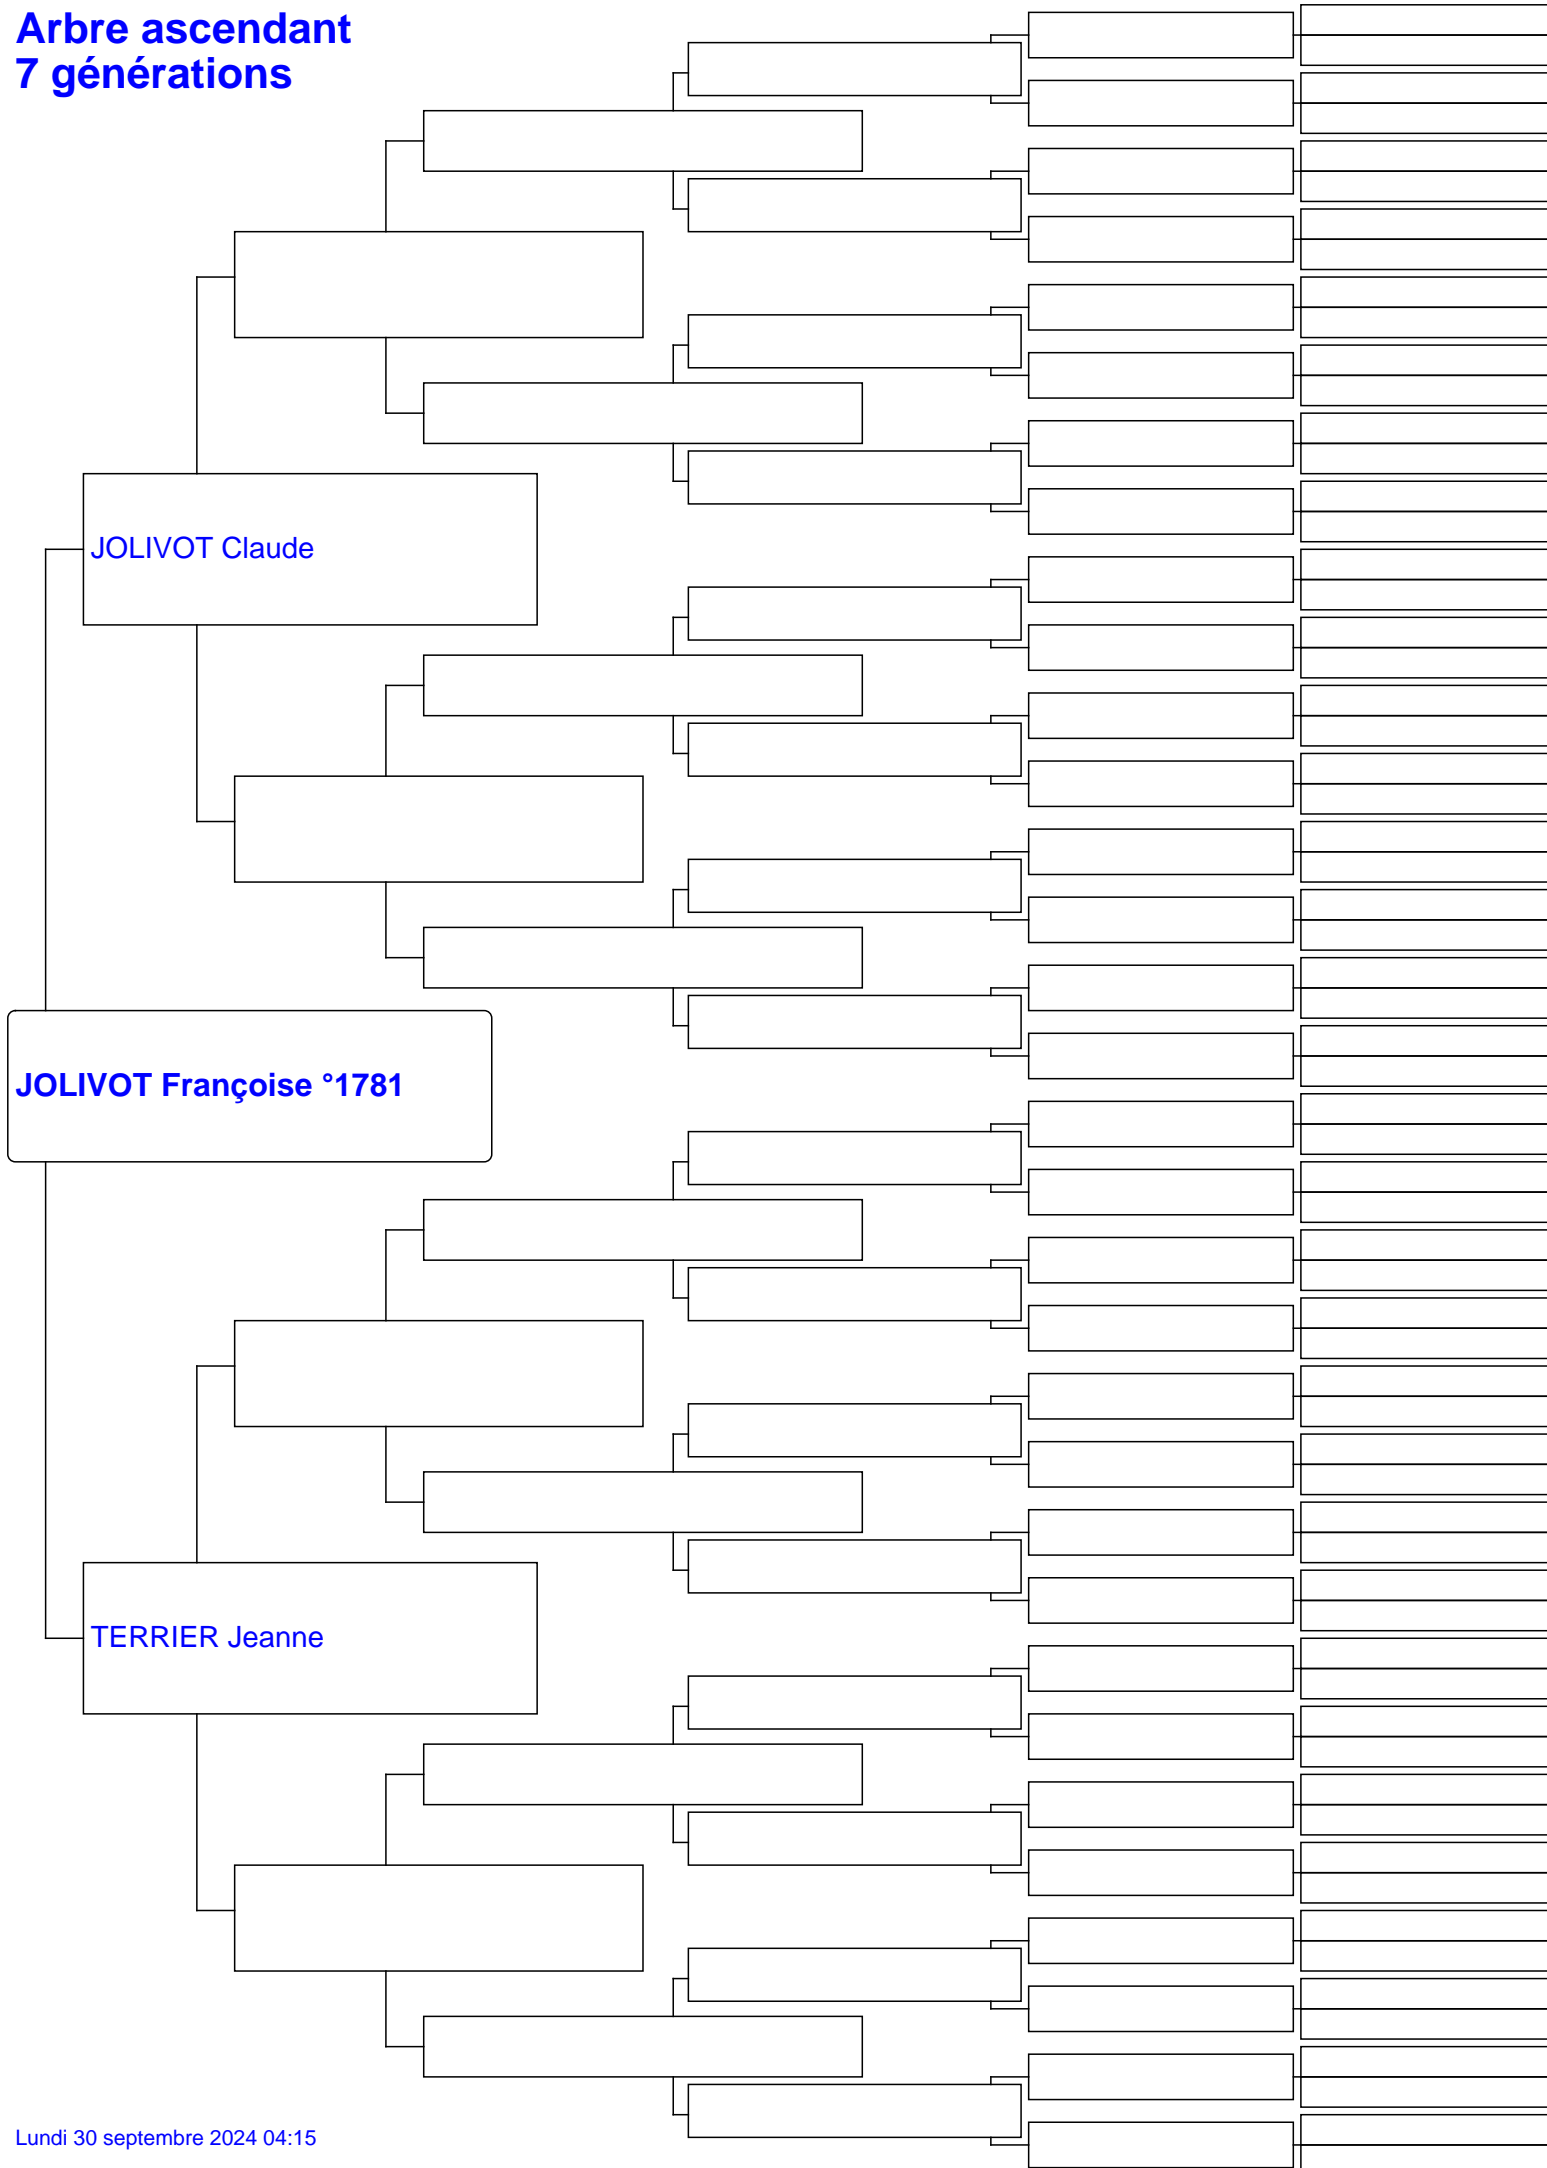 Arbre ascendant
7 générations
JOLIVOT Claude
JOLIVOT Françoise °1781
TERRIER Jeanne
Lundi 30 septembre 2024 04:15